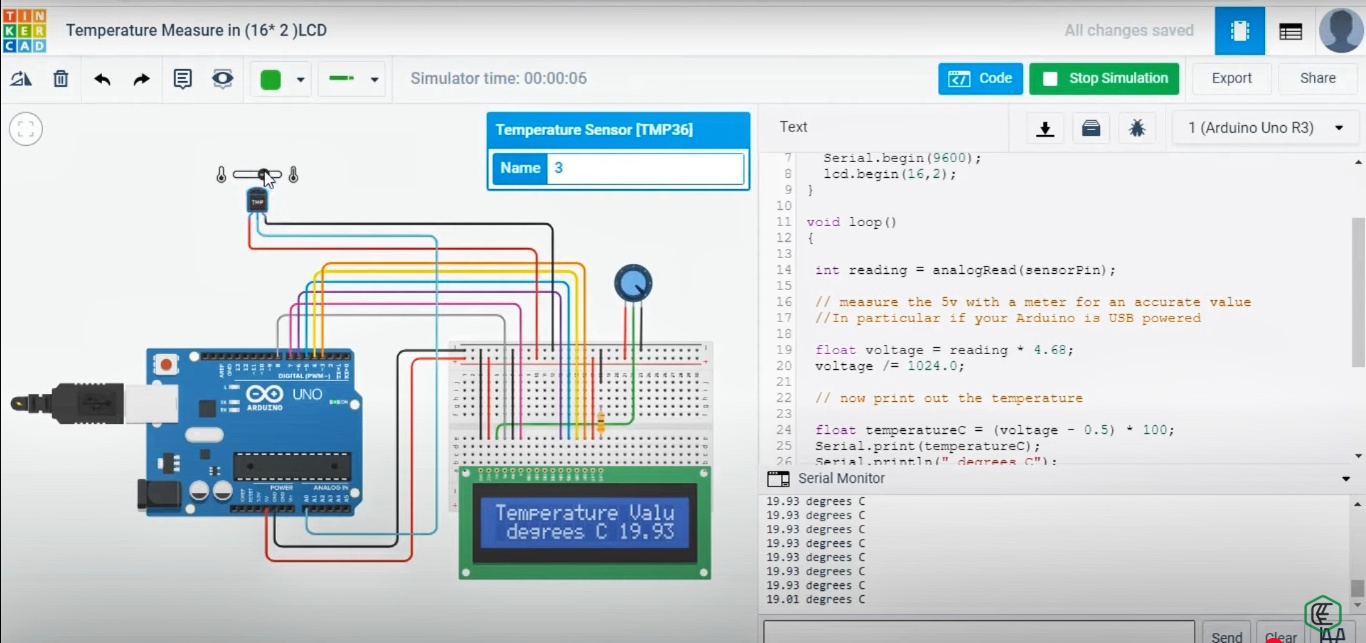 TIN
KER
CAD
Temperature Measure in (16* 2 )LCD
All changes saved
Simulator time: 00:00:06
Code
Stop Simulation
Export
Share
Temperature Sensor [TMP36]
Name 3
Text
1 (Arduino Uno R3)
7 Serial.begin(9600);
8 lcd.begin(16,2);
9 }
10
11 void loop()
12 {
13
14 int reading = analogRead(sensorPin);
15
16 // measure the 5v with a meter for an accurate value
17 //In particular if your Arduino is USB powered
18
19 float voltage = reading * 4.68;
20 voltage /= 1024.0;
21
22 // now print out the temperature
23
24 float temperatureC = (voltage - 0.5) * 100;
25 Serial.print(temperatureC);
26 Serial.println(" degrees C");
Serial Monitor
19.93 degrees C
19.93 degrees C
19.93 degrees C
19.93 degrees C
19.93 degrees C
19.93 degrees C
19.93 degrees C
19.01 degrees C
Send
Clear
TMP
DIGITAL (PWM~)
UNO
ARDUINO
POWER
ANALOG IN
Temperature Valu
degrees C 19.93